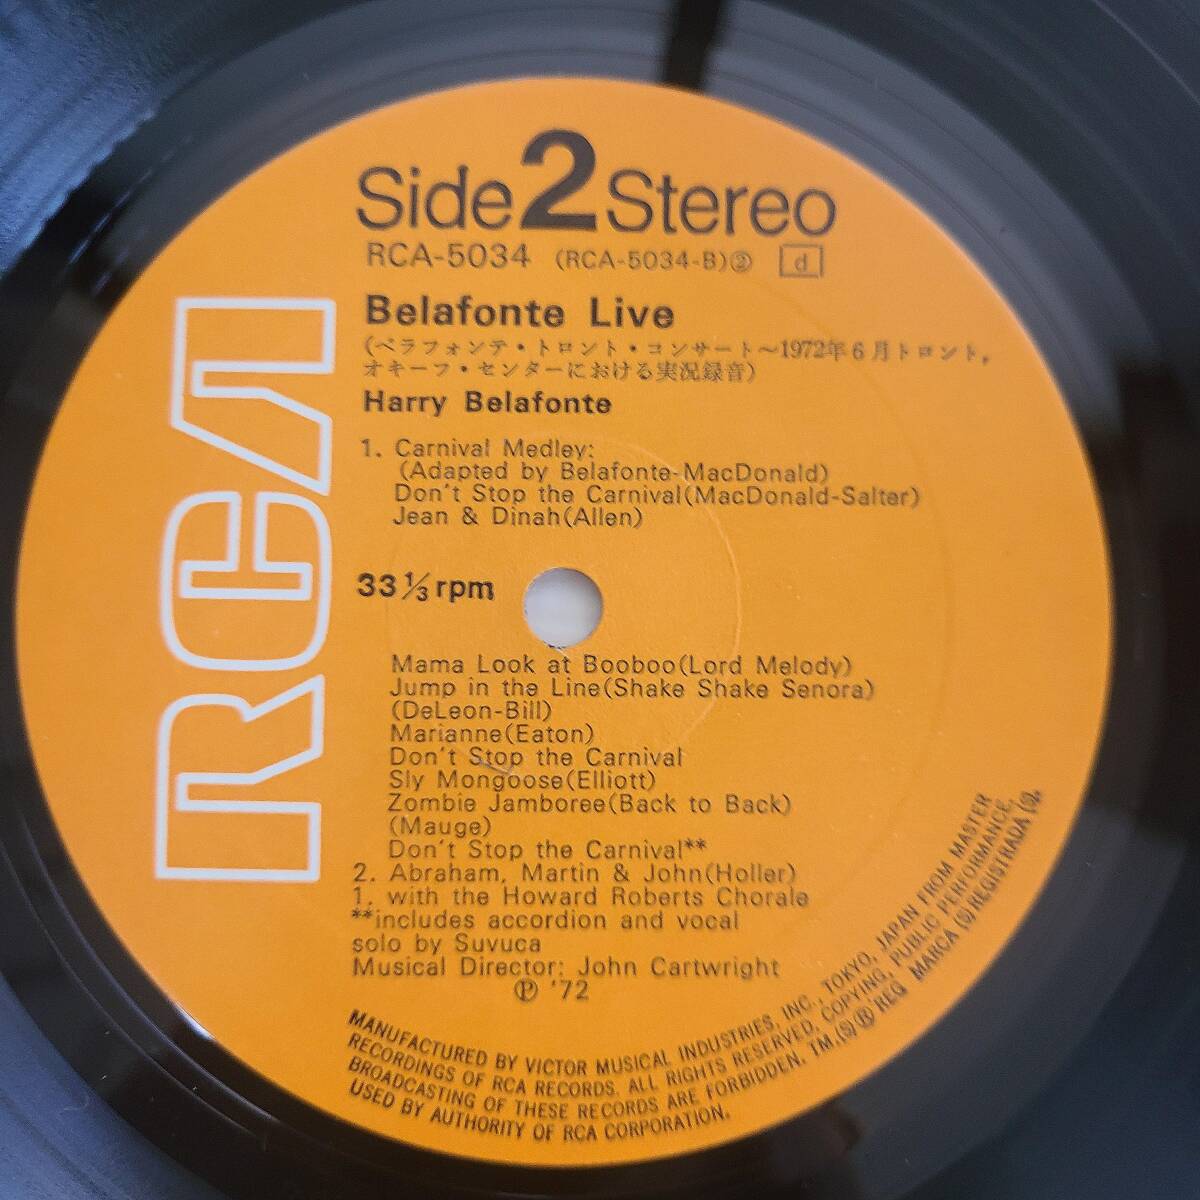 Side 2 Stereo
RCA-5034 (RCA-5034-B)② d
Belafonte Live
(ベラフォンテ・トロント・コンサート〜1972年6月トロント,
オキーフ・センターにおける実況録音)
Harry Belafonte
1. Carnival Medley:
(Adapted by Belafonte-MacDonald)
Don't Stop the Carnival(MacDonald-Salter)
Jean & Dinah(Allen)
33 1/3 rpm
Mama Look at Booboo(Lord Melody)
Jump in the Line(Shake Shake Senora)
(DeLeon-Bill)
Marianne(Eaton)
Don't Stop the Carnival
Sly Mongoose(Elliott)
Zombie Jamboree(Back to Back)
(Mauge)
Don't Stop the Carnival**
2. Abraham, Martin & John(Holler)
1. with the Howard Roberts Chorale
**includes accordion and vocal
solo by Suvuca
Musical Director: John Cartwright
Ⓟ '72
RCA
MANUFACTURED BY VICTOR MUSICAL INDUSTRIES, INC., TOKYO, JAPAN FROM MASTER
RECORDINGS OF RCA RECORDS. ALL RIGHTS RESERVED. COPYING, PUBLIC PERFORMANCE,
BROADCASTING OF THESE RECORDS ARE FORBIDDEN. TM.(S)® REG MARCA (S) REGISTRADA (S).
USED BY AUTHORITY OF RCA CORPORATION.